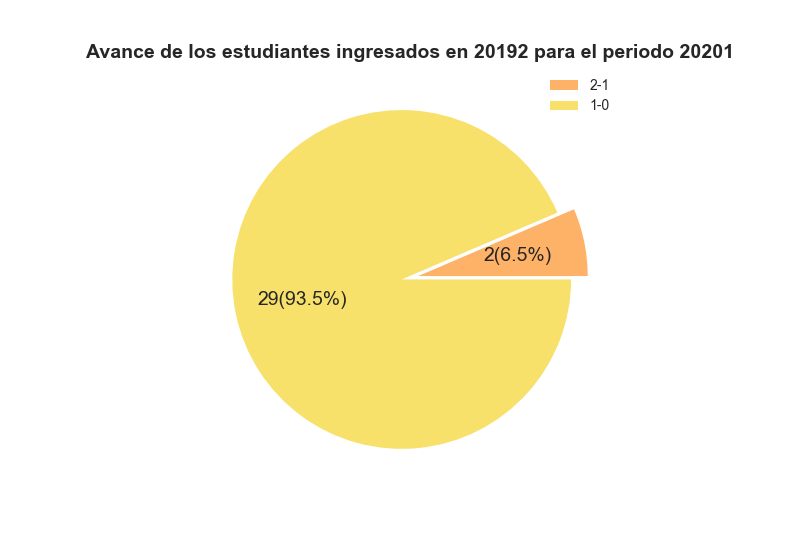 Avance de los estudiantes ingresados en 20192 para el periodo 20201
2-1
1-0
2(6.5%)
29(93.5%)